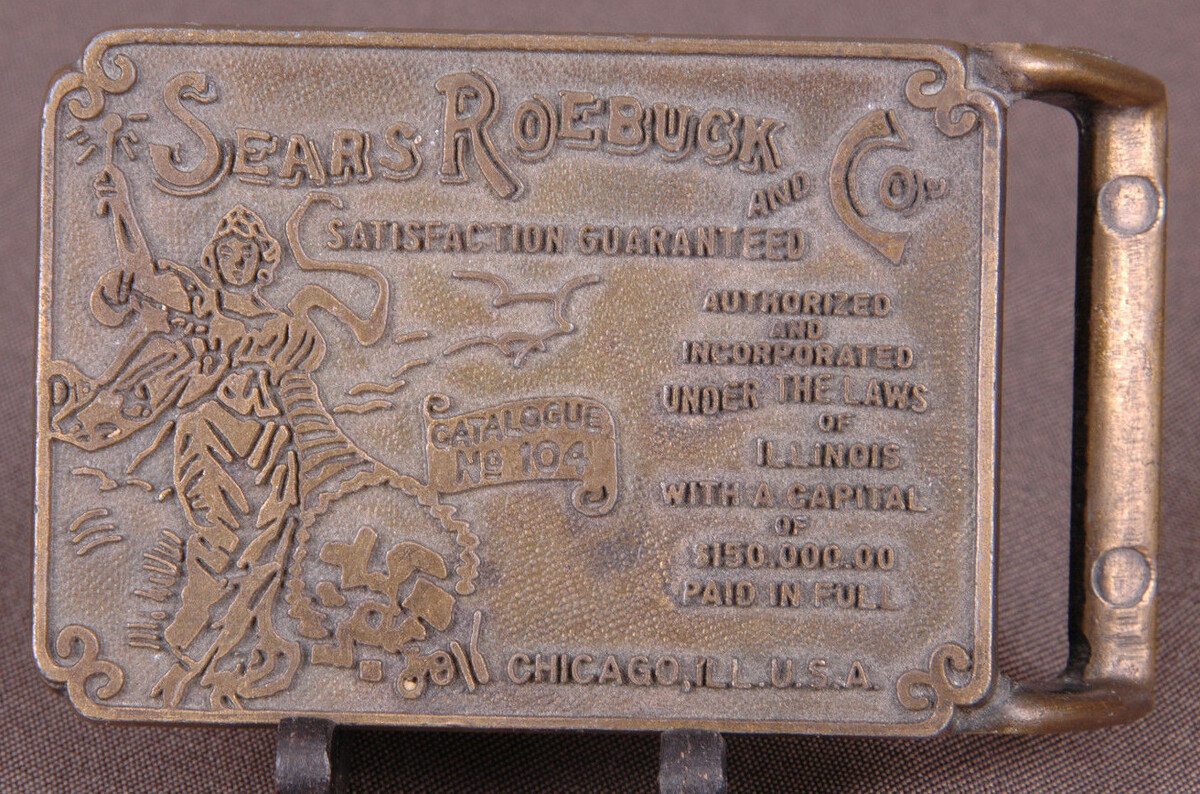 SEARS ROEBUCK AND CO.
SATISFACTION GUARANTEED
AUTHORIZED
AND
INCORPORATED
UNDER THE LAWS
OF
ILLINOIS
WITH A CAPITAL
OF
$150.000.00
PAID IN FULL
CATALOGUE
No 104
CHICAGO, ILL. U.S.A.